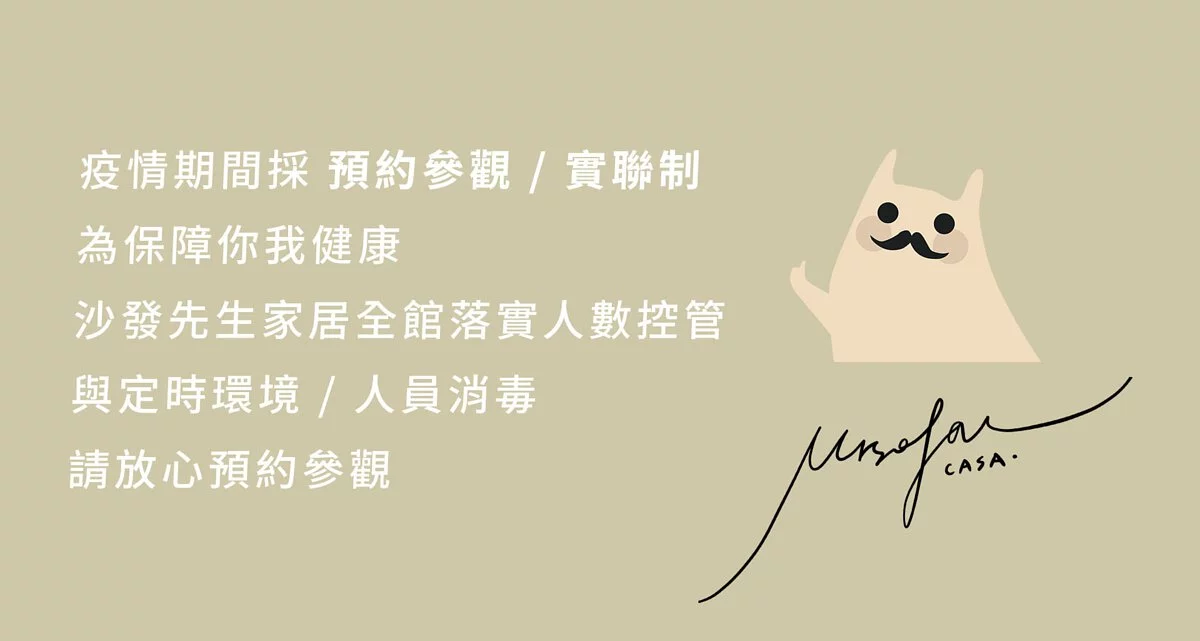 疫情期間採 預約參觀 / 實聯制
為保障你我健康
沙發先生家居全館落實人數控管
與定時環境 / 人員消毒
請放心預約參觀
Mrsofau
CASA.